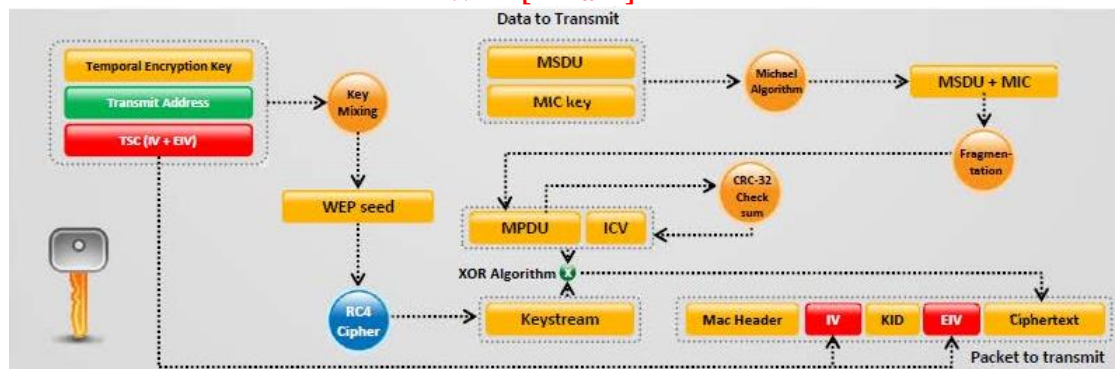 Data to Transmit
Temporal Encryption Key
Transmit Address
TSC (IV + EIV)
Key
Mixing
MSDU
MIC key
Michael
Algorithm
MSDU + MIC
Fragmen-
tation
WEP seed
CRC-32
Check
sum
MPDU
ICV
XOR Algorithm
X
RC4
Cipher
Keystream
Mac Header
IV
KID
EIV
Ciphertext
Packet to transmit